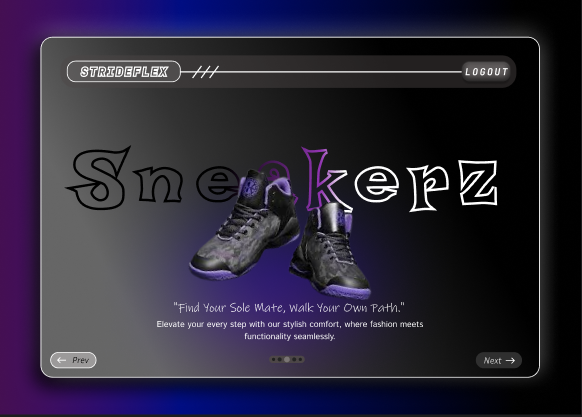 STRIDEFLEX
LOGOUT
Sneakerz
"Find Your Sole Mate, Walk Your Own Path."
Elevate your every step with our stylish comfort, where fashion meets
functionality seamlessly.
← Prev
Next →